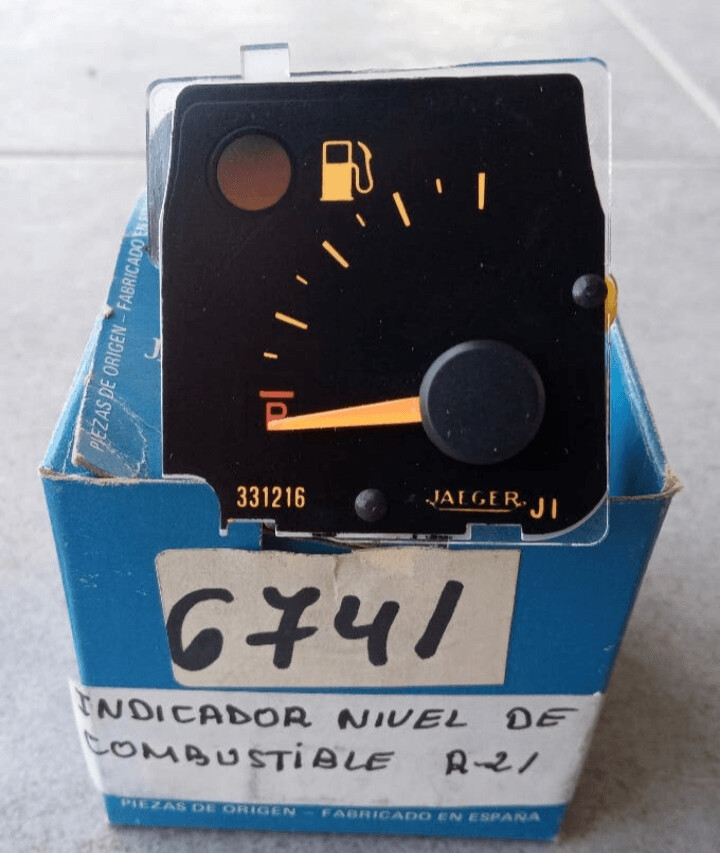 R
331216
JAEGER
J1
6741
INDICADOR NIVEL DE
COMBUSTiBLE R-21
PIEZAS DE ORIGEN – FABRICADO EN ESPAÑA
PIEZAS DE ORIGEN – FABRICADO EN